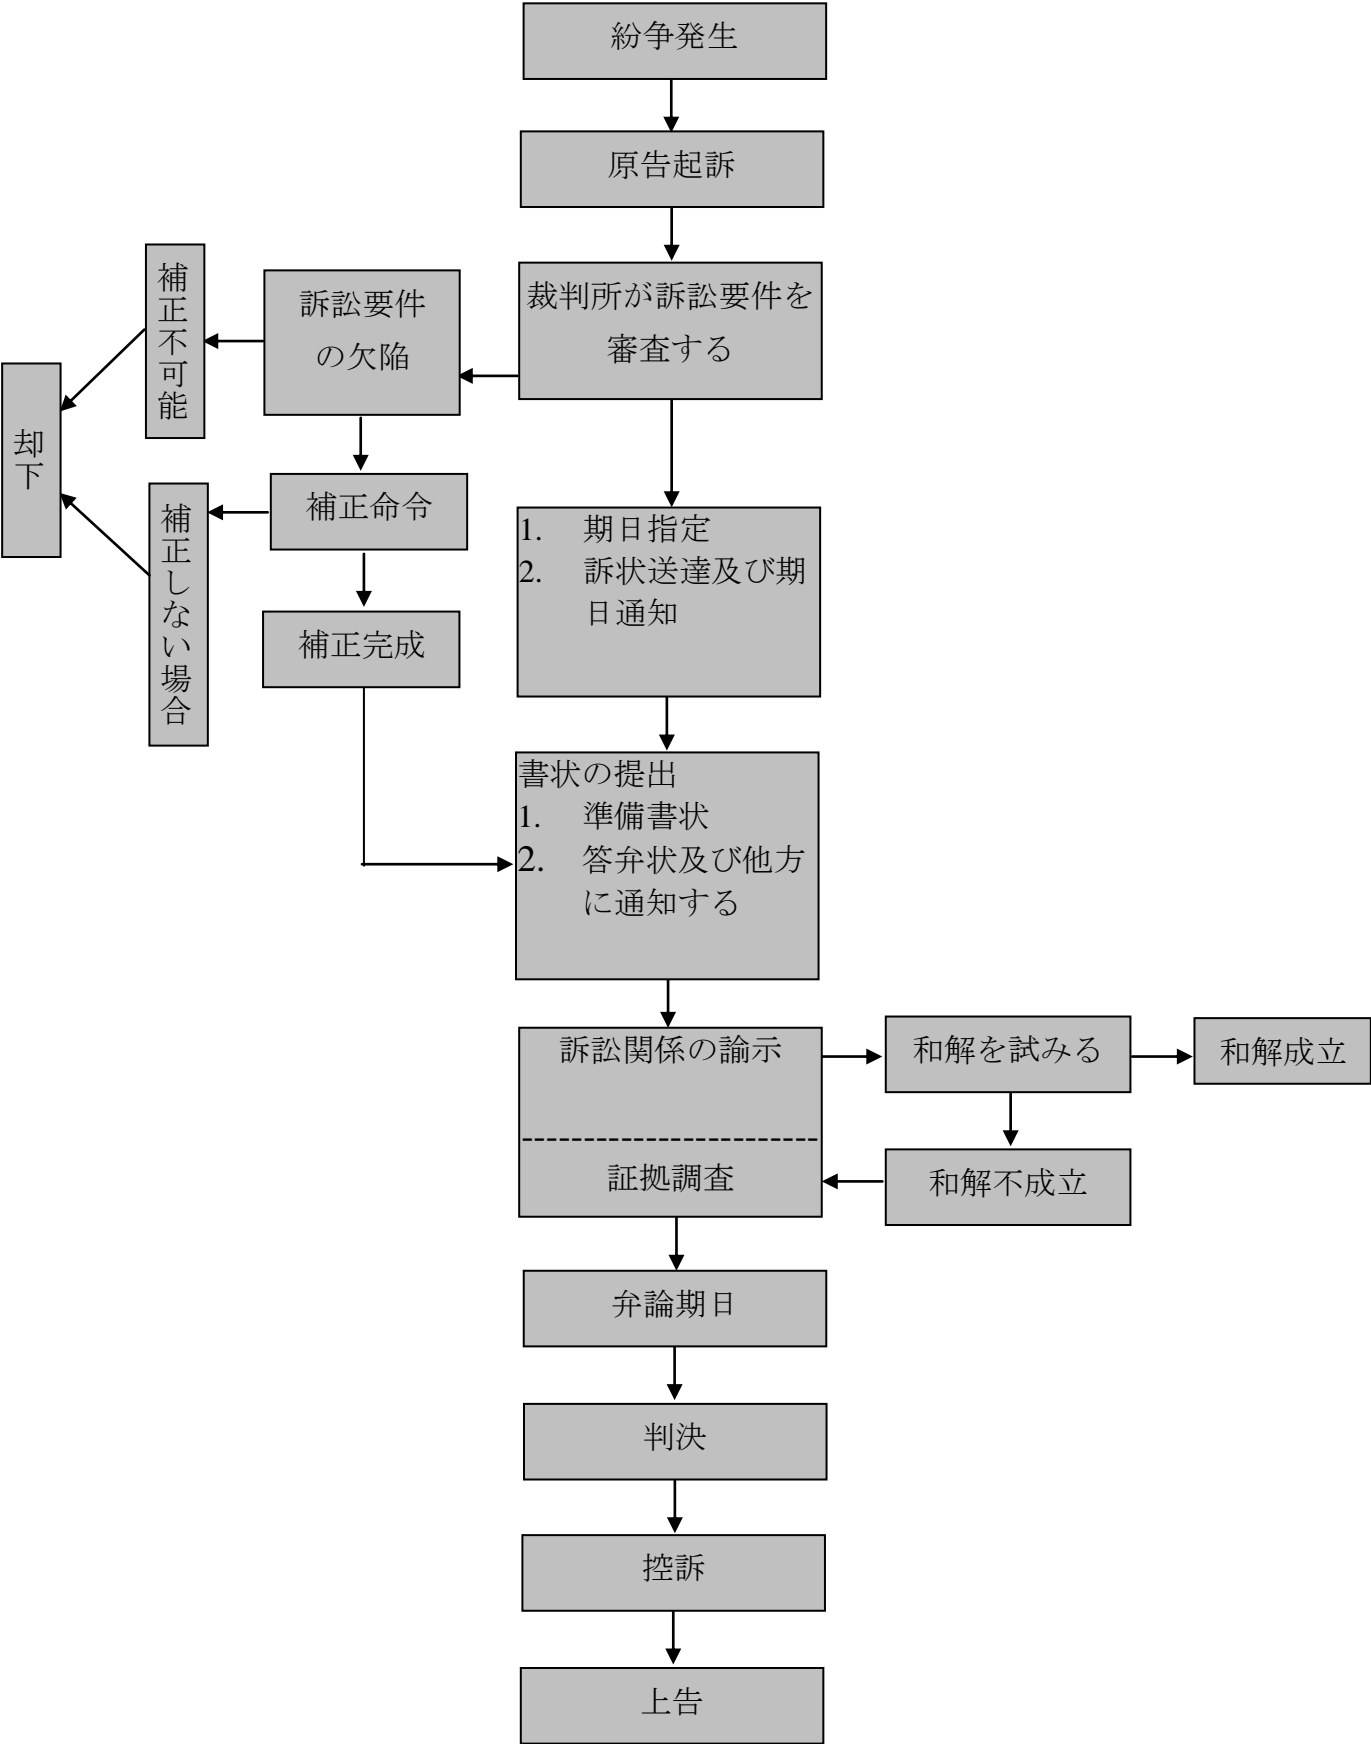 紛争発生
原告起訴
裁判所が訴訟要件を
審査する
訴訟要件
の欠陥
補正不可能
却下
補正命令
補正しない場合
補正完成
1. 期日指定
2. 訴状送達及び期
日通知
書状の提出
1. 準備書状
2. 答弁状及び他方
に通知する
訴訟関係の諭示
和解を試みる
和解成立
証拠調査
和解不成立
弁論期日
判決
控訴
上告